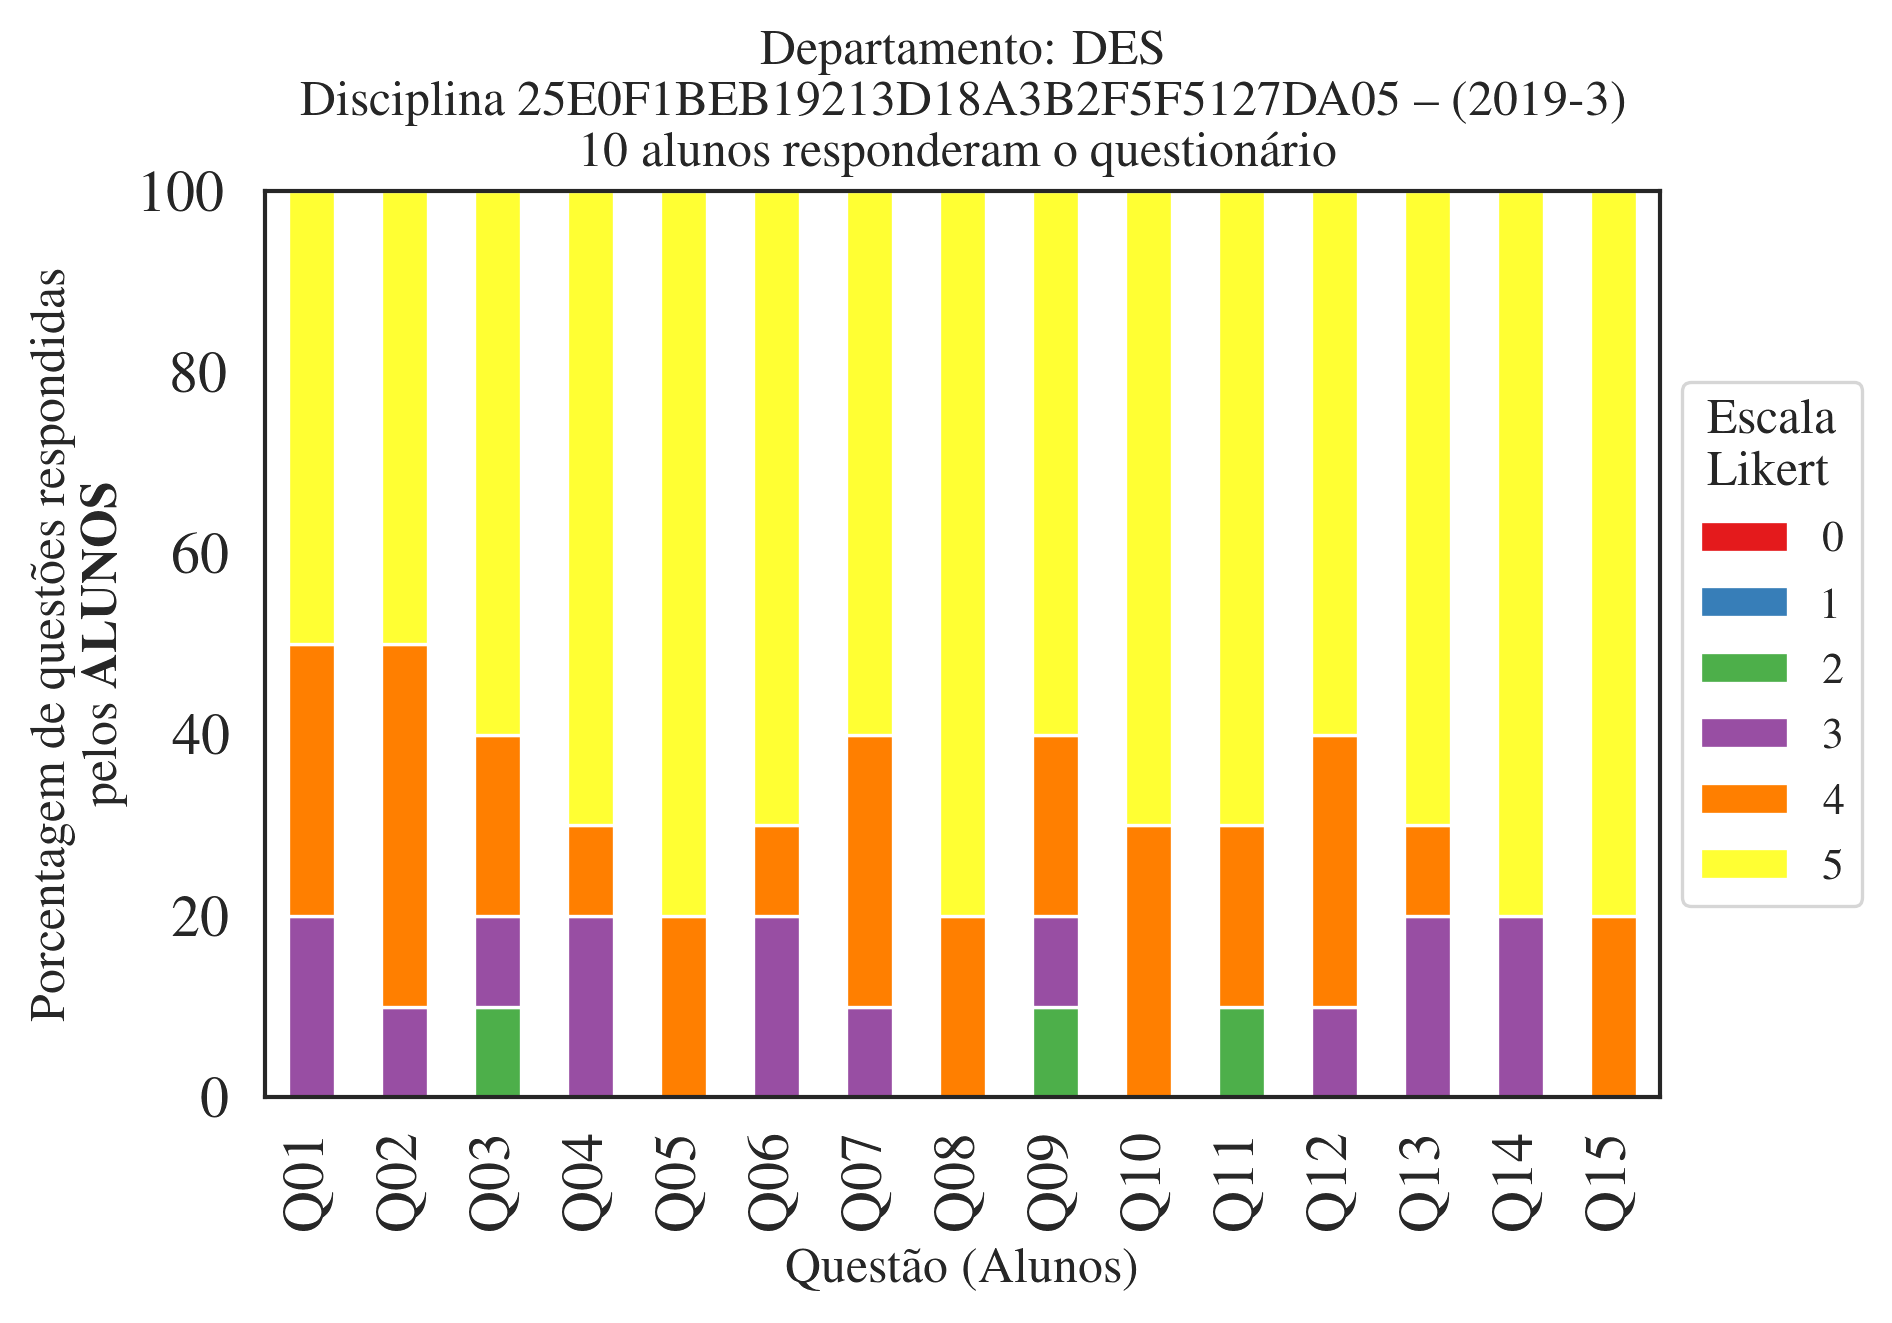 Departamento: DES
Disciplina 25E0F1BEB19213D18A3B2F5F5127DA05 – (2019-3)
10 alunos responderam o questionário
Porcentagem de questões respondidas
pelos ALUNOS
100
80
60
40
20
0
Q01
Q02
Q03
Q04
Q05
Q06
Q07
Q08
Q09
Q10
Q11
Q12
Q13
Q14
Q15
Questão (Alunos)
Escala
Likert
0
1
2
3
4
5